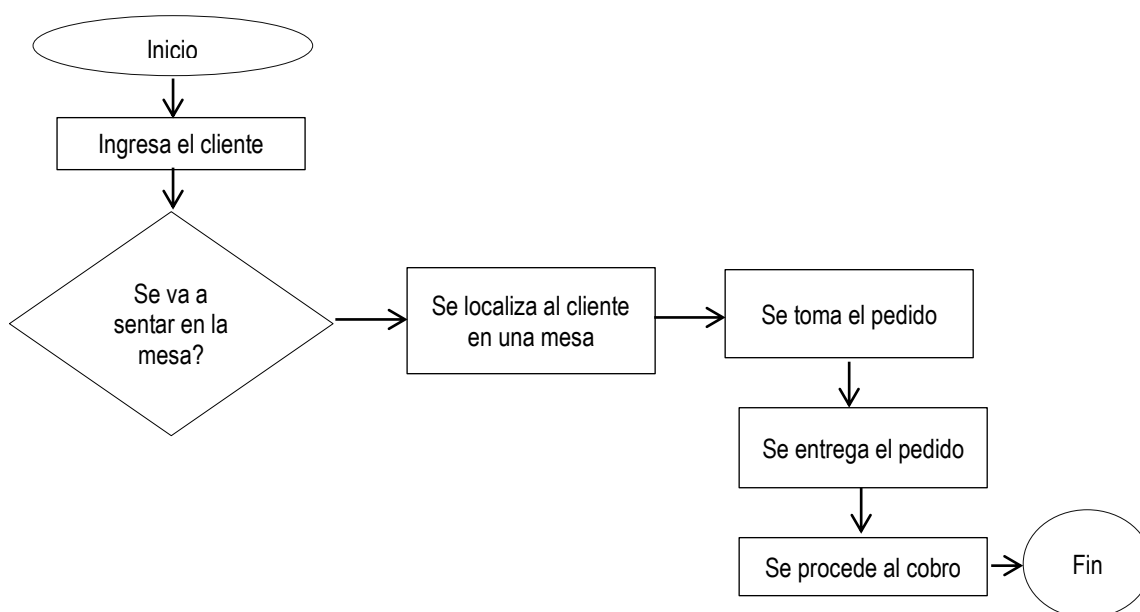 Inicio
Ingresa el cliente
Se va a
sentar en la
mesa?
Se localiza al cliente
en una mesa
Se toma el pedido
Se entrega el pedido
Se procede al cobro
Fin